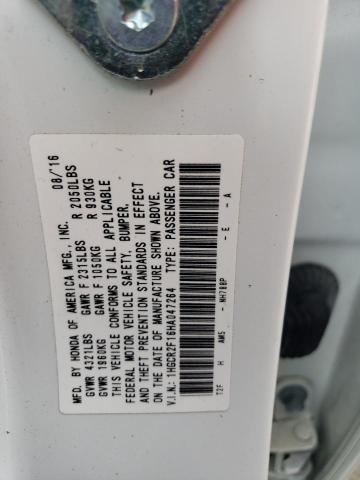 MFD. BY HONDA OF AMERICA MFG., INC. 08/16
GVWR 4321LBS GAWR F 2315LBS R 2050LBS
GVWR 1960KG GAWR F 1050KG R 930KG
THIS VEHICLE CONFORMS TO ALL APPLICABLE
FEDERAL MOTOR VEHICLE SAFETY, BUMPER,
AND THEFT PREVENTION STANDARDS IN EFFECT
ON THE DATE OF MANUFACTURE SHOWN ABOVE.
V.I.N.: 1HGCR2F16HA047264 TYPE: PASSENGER CAR
T2F H AM5 - NH788P - E - A